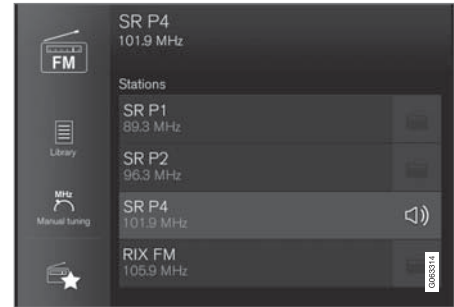 SR P4
101.9 MHz
FM
Stations
SR P1
89.3 MHz
Library
SR P2
96.3 MHz
MHz
Manual tuning
SR P4
101.9 MHz
RIX FM
105.9 MHz
G063314